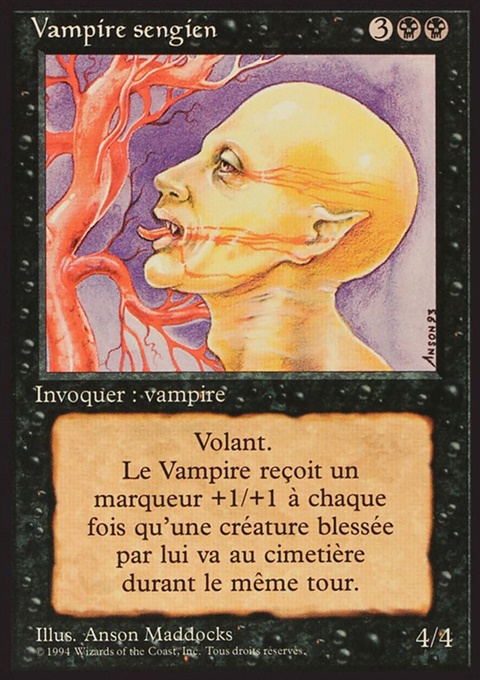 Vampire sengien 3
ANSON 93
Invoquer : vampire
Volant.
Le Vampire reçoit un
marqueur +1/+1 à chaque
fois qu'une créature blessée
par lui va au cimetière
durant le même tour.
Illus. Anson Maddocks
4/4
© 1994 Wizards of the Coast, Inc. Tous droits réservés.